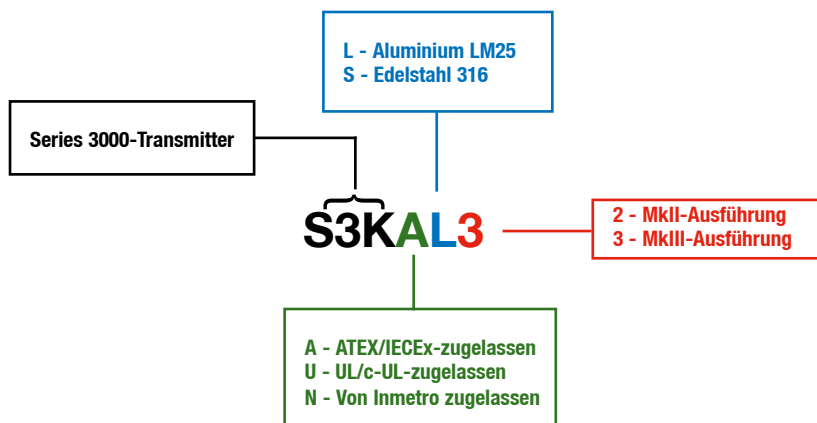 L - Aluminium LM25
S - Edelstahl 316
Series 3000-Transmitter
S3KAL3
2 - MkII-Ausführung
3 - MkIII-Ausführung
A - ATEX/IECEx-zugelassen
U - UL/c-UL-zugelassen
N - Von Inmetro zugelassen